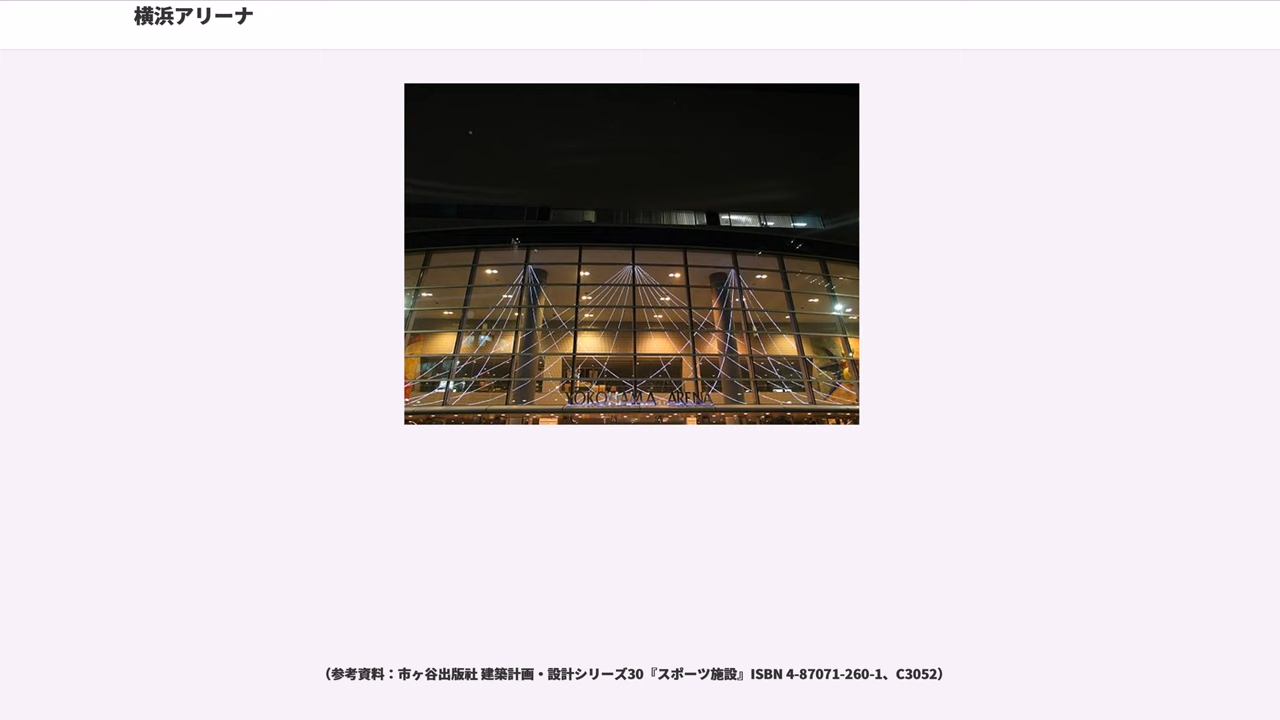 横浜アリーナ
YOKOHAMA ARENA
（参考資料：市ヶ谷出版社 建築計画・設計シリーズ30『スポーツ施設』ISBN 4-87071-260-1、C3052）